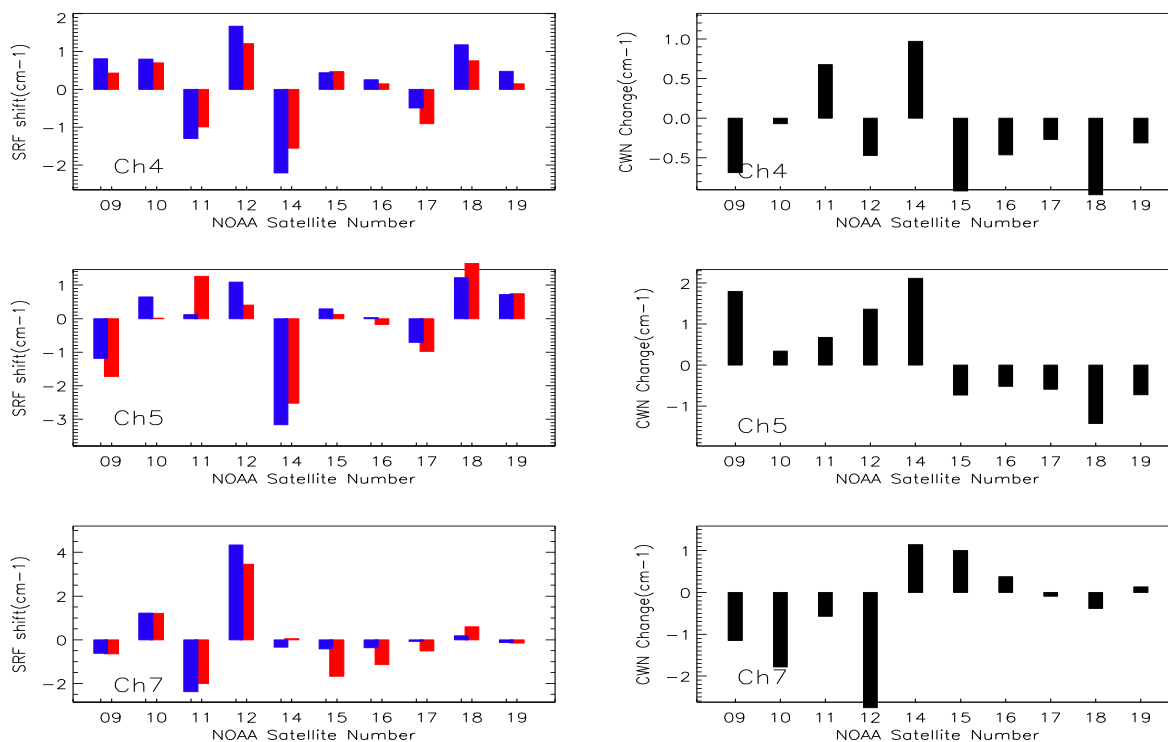 2
1
0
−1
−2
SRF shift(cm−1)
Ch4
09 10 11 12 14 15 16 17 18 19
NOAA Satellite Number
1.0
0.5
0.0
−0.5
CWN Change(cm−1)
Ch4
09 10 11 12 14 15 16 17 18 19
NOAA Satellite Number
1
0
−1
−2
−3
SRF shift(cm−1)
Ch5
09 10 11 12 14 15 16 17 18 19
NOAA Satellite Number
2
1
0
−1
CWN Change(cm−1)
Ch5
09 10 11 12 14 15 16 17 18 19
NOAA Satellite Number
4
2
0
−2
SRF shift(cm−1)
Ch7
09 10 11 12 14 15 16 17 18 19
NOAA Satellite Number
1
0
−1
−2
CWN Change(cm−1)
Ch7
09 10 11 12 14 15 16 17 18 19
NOAA Satellite Number